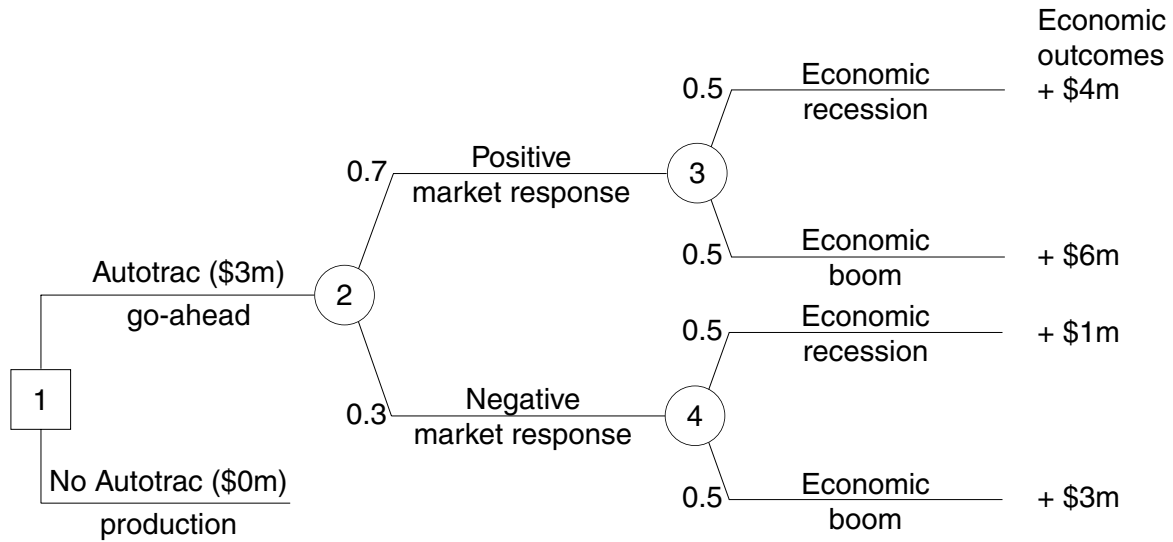 Economic
outcomes
0.5
Economic
recession
+ $4m
0.7
Positive
market response
3
0.5
Economic
boom
+ $6m
Autotrac ($3m)
go-ahead
2
0.5
Economic
recession
+ $1m
1
0.3
Negative
market response
4
No Autotrac ($0m)
production
0.5
Economic
boom
+ $3m